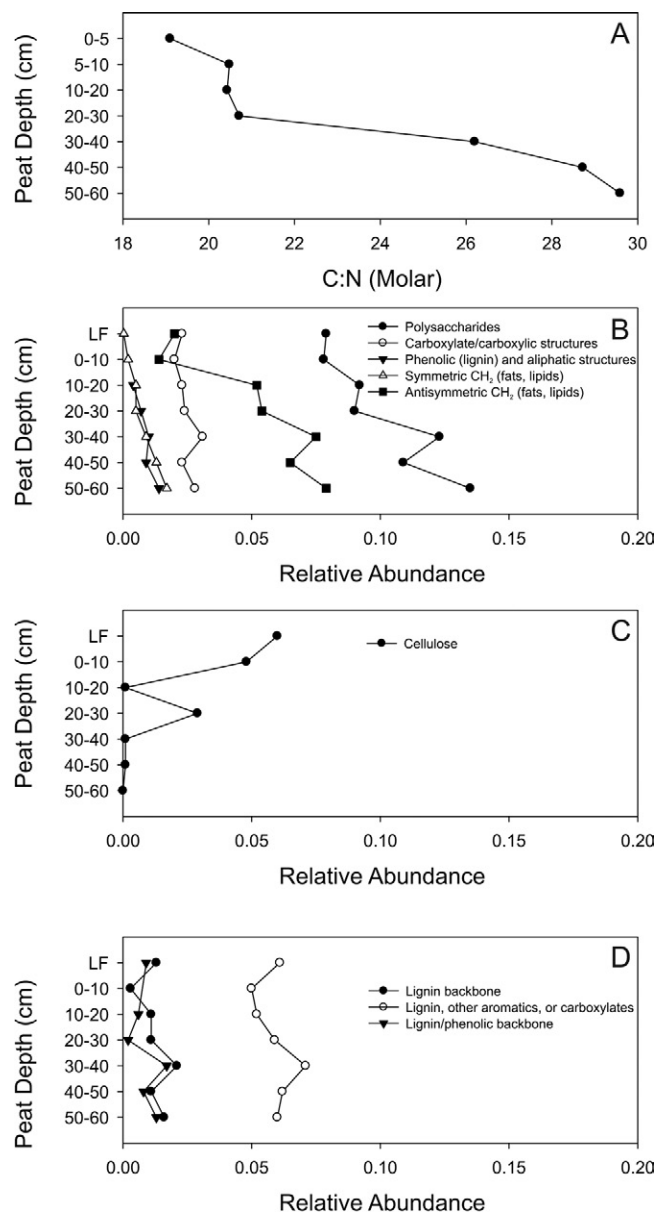 A
Peat Depth (cm)
0-5
5-10
10-20
20-30
30-40
40-50
50-60
18 20 22 24 26 28 30
C:N (Molar)
B
Peat Depth (cm)
LF
0-10
10-20
20-30
30-40
40-50
50-60
Polysaccharides
Carboxylate/carboxylic structures
Phenolic (lignin) and aliphatic structures
Symmetric CH₂ (fats, lipids)
Antisymmetric CH₂ (fats, lipids)
0.00 0.05 0.10 0.15 0.20
Relative Abundance
C
Peat Depth (cm)
LF
0-10
10-20
20-30
30-40
40-50
50-60
Cellulose
0.00 0.05 0.10 0.15 0.20
Relative Abundance
D
Peat Depth (cm)
LF
0-10
10-20
20-30
30-40
40-50
50-60
Lignin backbone
Lignin, other aromatics, or carboxylates
Lignin/phenolic backbone
0.00 0.05 0.10 0.15 0.20
Relative Abundance